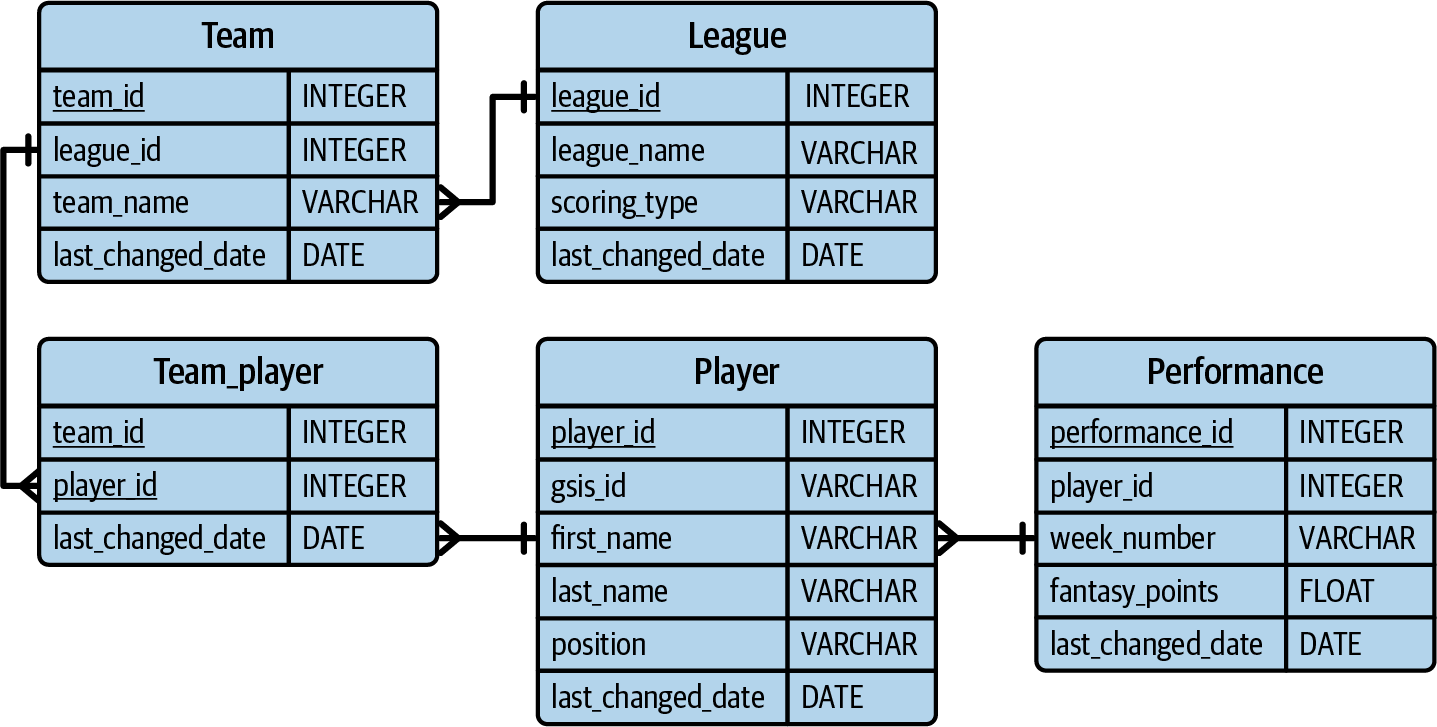 Team
team_id INTEGER
league_id INTEGER
team_name VARCHAR
last_changed_date DATE
League
league_id INTEGER
league_name VARCHAR
scoring_type VARCHAR
last_changed_date DATE
Team_player
team_id INTEGER
player_id INTEGER
last_changed_date DATE
Player
player_id INTEGER
gsis_id VARCHAR
first_name VARCHAR
last_name VARCHAR
position VARCHAR
last_changed_date DATE
Performance
performance_id INTEGER
player_id INTEGER
week_number VARCHAR
fantasy_points FLOAT
last_changed_date DATE